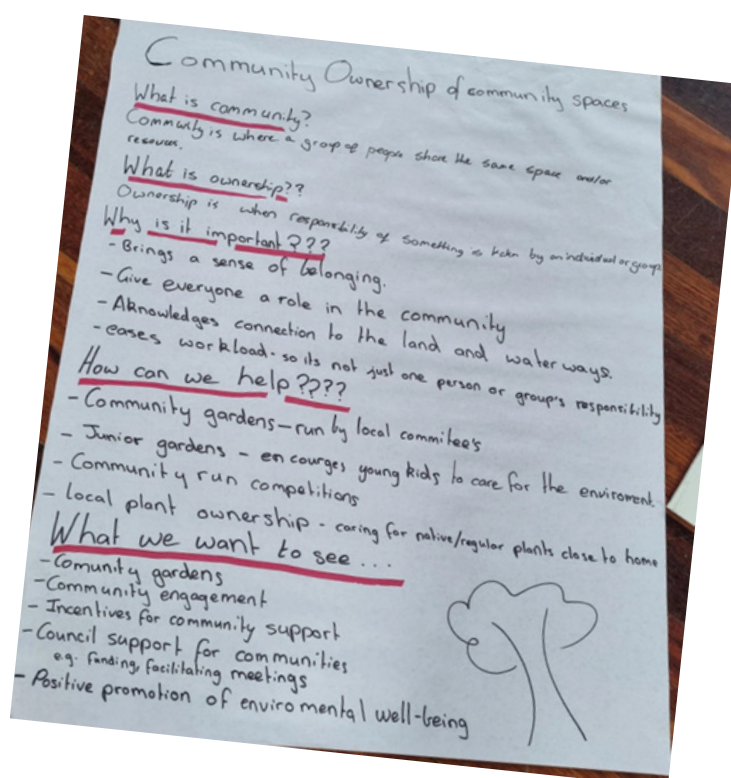 Community Ownership of community spaces
What is community?
Community is where a group of people share the same space and/or
resources.
What is ownership??
Ownership is when responsibility of something is taken by an individual or group
Why is it important???
- Brings a sense of belonging.
- Give everyone a role in the community
- Aknowledges connection to the land and water ways.
- eases workload - so its not just one person or group's responsibility
How can we help????
- Community gardens - run by local commitee's
- Junior gardens - encourges young kids to care for the enviroment.
- Community run compeitions
- local plant ownership - caring for native/regular plants close to home
What we want to see...
- Comunity gardens
- Community engagement
- Incentives for community support
- Council support for communities
e.g. funding, facilitating meetings
- Positive promotion of enviromental well-being